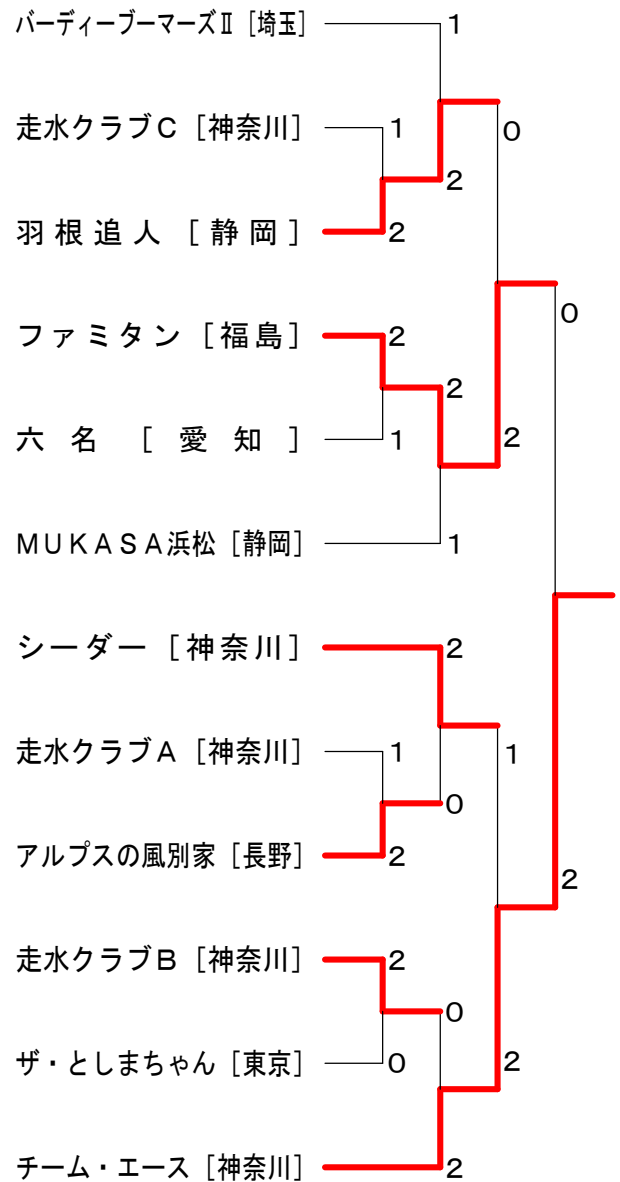 バーディーブーマーズⅡ [埼玉] 1
走水クラブC [神奈川] 1 0
2
羽根追人 [静岡] 2
ファミタン [福島] 2 0
2
六名 [愛知] 1 2
MUKASA浜松 [静岡] 1
シーダー [神奈川] 2
走水クラブA [神奈川] 1 1
0
アルプスの風別家 [長野] 2
2
走水クラブB [神奈川] 2
0
ザ・としまちゃん [東京] 0 2
チーム・エース [神奈川] 2